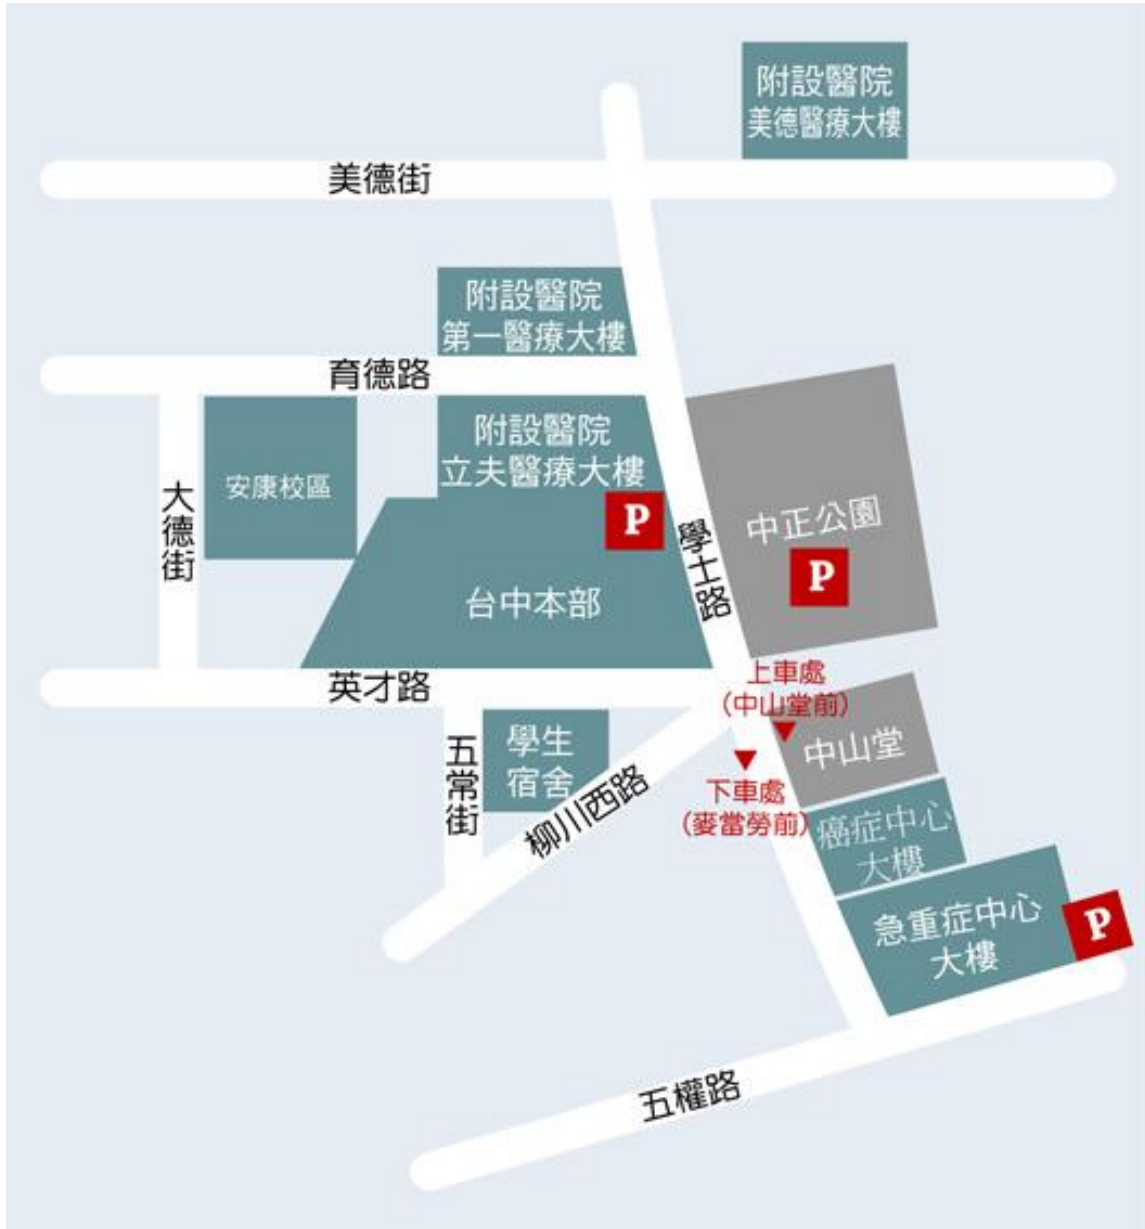 附設醫院
美德醫療大樓
美德街
附設醫院
第一醫療大樓
育德路
附設醫院
立夫醫療大樓
安康校區
大德街
P
中正公園
P
學士路
台中本部
上車處
(中山堂前)
英才路
學生
宿舍
五常街
柳川西路
中山堂
下車處
(麥當勞前)
癌症中心
大樓
急重症中心
大樓
P
五權路